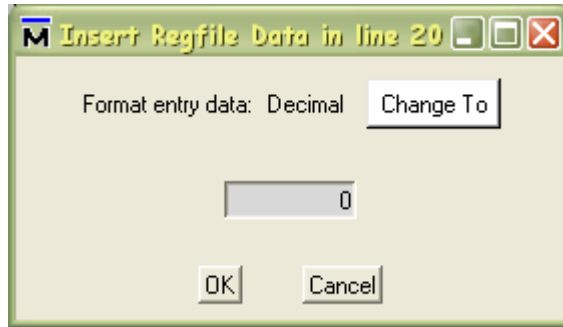 M Insert Regfile Data in line 20
Format entry data: Decimal Change To
0
OK Cancel